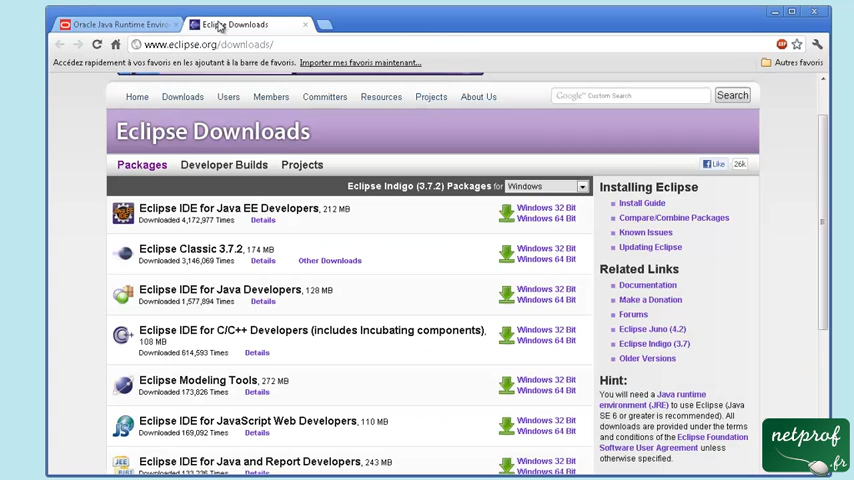 Oracle Java Runtime Enviro
Eclipse Downloads
www.eclipse.org/downloads/
Accédez rapidement à vos favoris en les ajoutant à la barre de favoris. Importer mes favoris maintenant...
Autres favoris
Home Downloads Users Members Committers Resources Projects About Us
Google™ Custom Search Search
Eclipse Downloads
Packages Developer Builds Projects
Like 26k
Eclipse Indigo (3.7.2) Packages for Windows
Eclipse IDE for Java EE Developers, 212 MB
Downloaded 4,172,977 Times Details
Windows 32 Bit
Windows 64 Bit
Eclipse Classic 3.7.2, 174 MB
Downloaded 3,146,069 Times Details Other Downloads
Windows 32 Bit
Windows 64 Bit
Eclipse IDE for Java Developers, 128 MB
Downloaded 1,577,894 Times Details
Windows 32 Bit
Windows 64 Bit
Eclipse IDE for C/C++ Developers (includes Incubating components),
108 MB
Downloaded 614,593 Times Details
Windows 32 Bit
Windows 64 Bit
Eclipse Modeling Tools, 272 MB
Downloaded 173,826 Times Details
Windows 32 Bit
Windows 64 Bit
Eclipse IDE for JavaScript Web Developers, 110 MB
Downloaded 169,092 Times Details
Windows 32 Bit
Windows 64 Bit
Eclipse IDE for Java and Report Developers, 243 MB
Windows 32 Bit
Installing Eclipse
Install Guide
Compare/Combine Packages
Known Issues
Updating Eclipse
Related Links
Documentation
Make a Donation
Forums
Eclipse Juno (4.2)
Eclipse Indigo (3.7)
Older Versions
Hint:
You will need a Java runtime
environment (JRE) to use Eclipse (Java
SE 6 or greater is recommended). All
downloads are provided under the terms
and conditions of the Eclipse Foundation
Software User Agreement unless
otherwise specified.
netprof
.fr